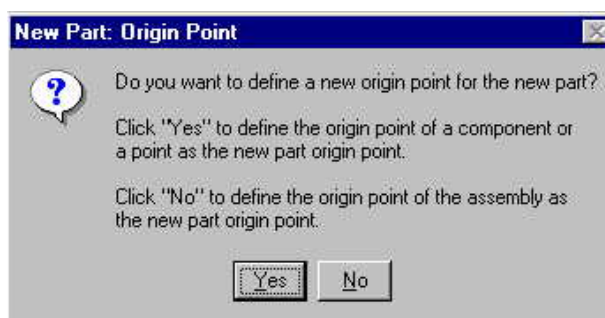 New Part: Origin Point
Do you want to define a new origin point for the new part?
Click "Yes" to define the origin point of a component or
a point as the new part origin point.
Click "No" to define the origin point of the assembly as
the new part origin point.
Yes
No